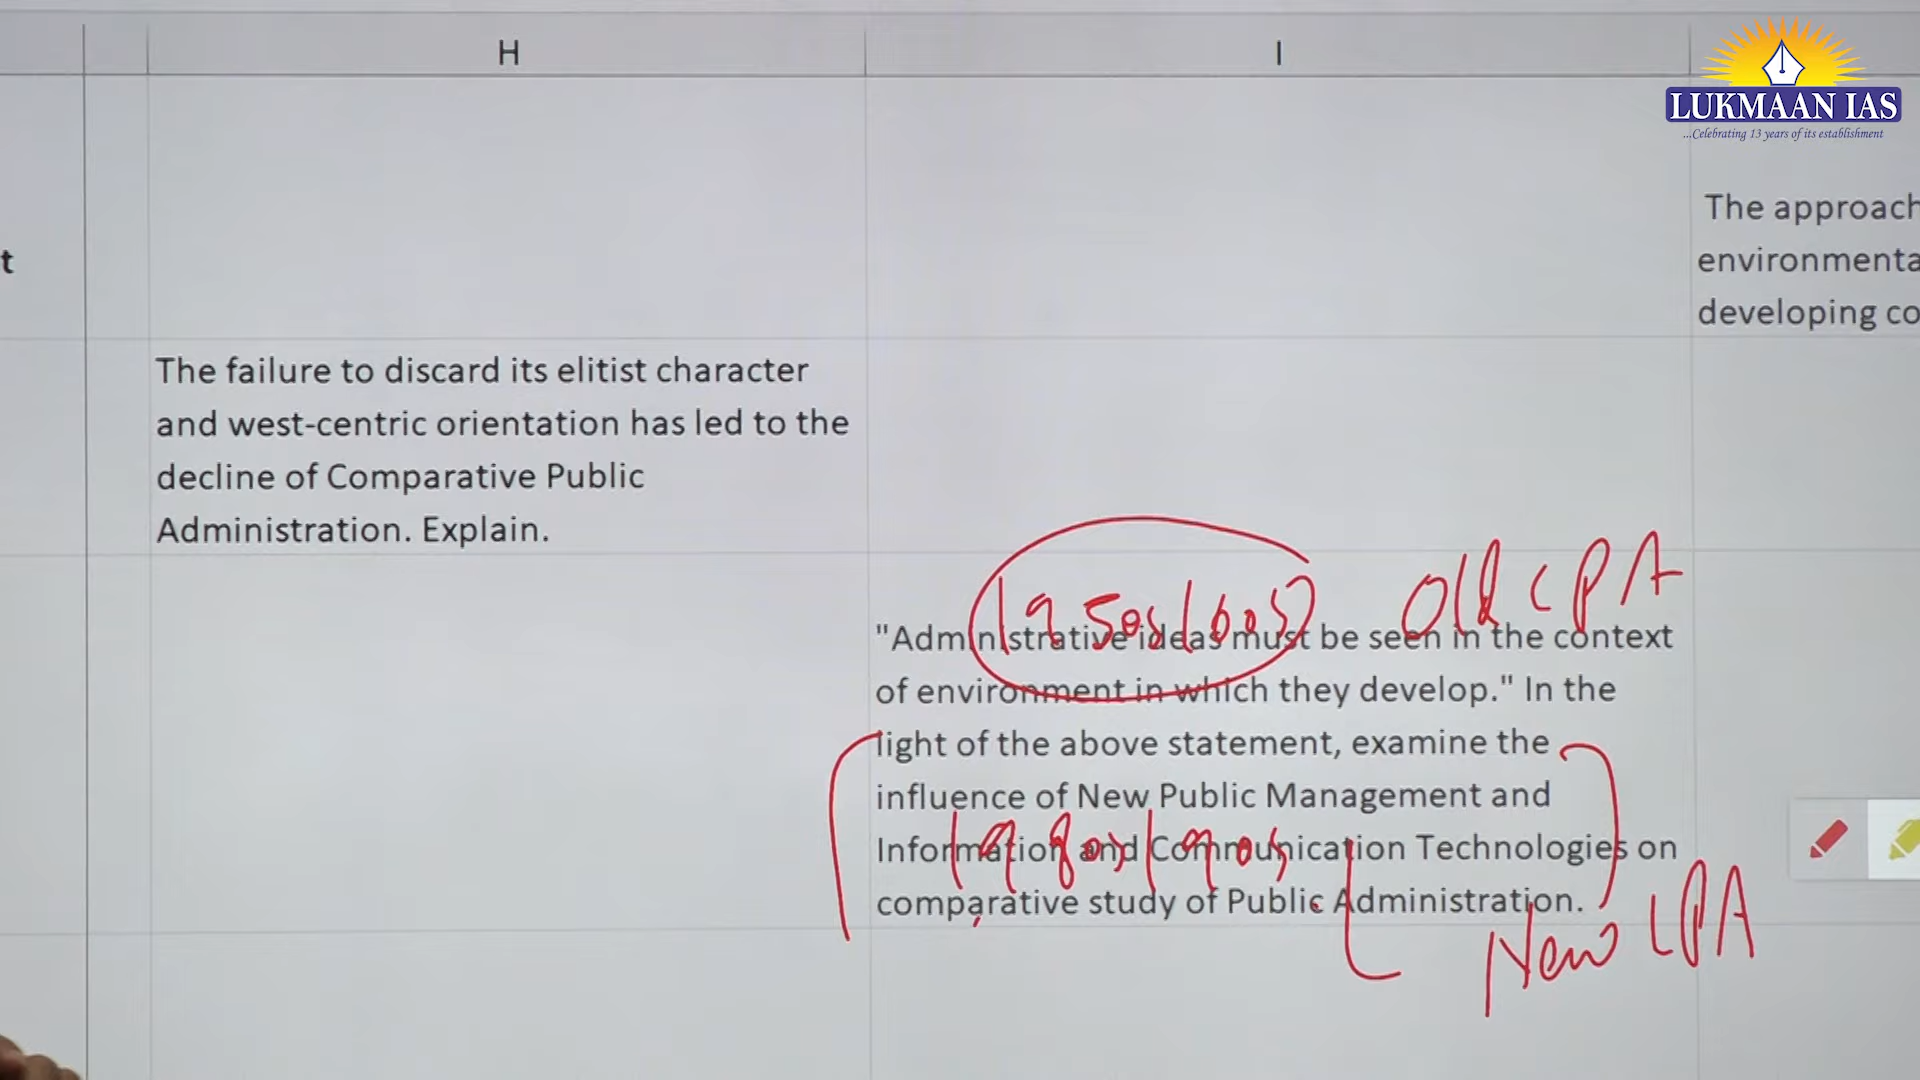 H
I
LUKMAAN IAS
...Celebrating 13 years of its establishment
t
The failure to discard its elitist character
and west-centric orientation has led to the
decline of Comparative Public
Administration. Explain.
The approach
environmenta
developing co
1950s/60s
Old CPA
"Administrative ideas must be seen in the context
of environment in which they develop." In the
light of the above statement, examine the
influence of New Public Management and
Information and Communication Technologies on
comparative study of Public Administration.
1980s/90s
New CPA